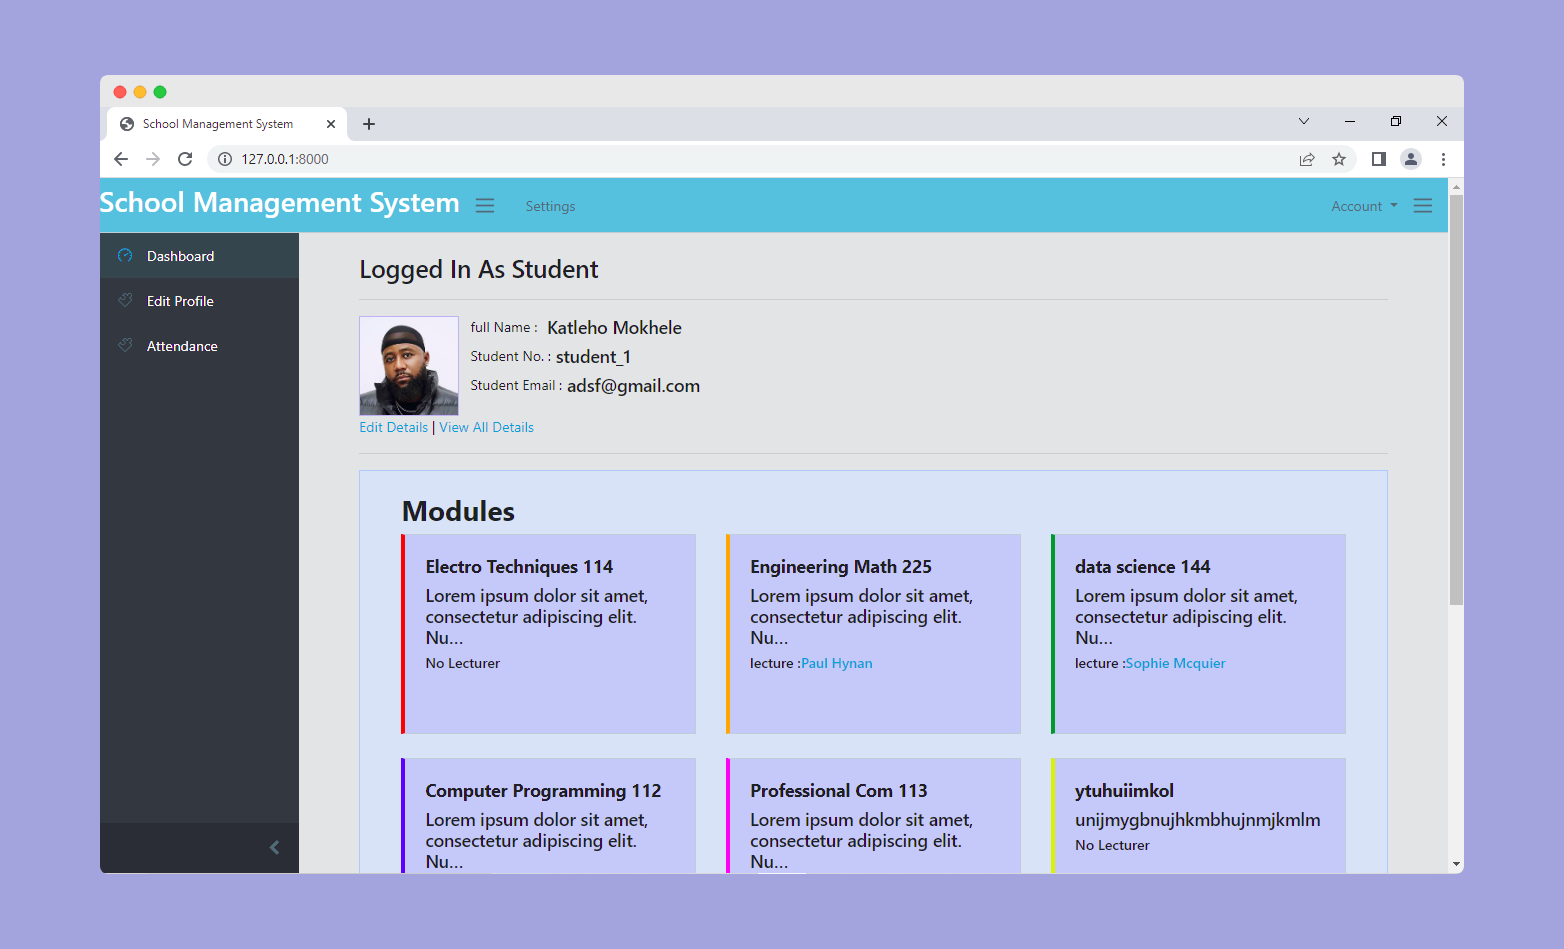 School Management System
127.0.0.1:8000
School Management System
Settings
Account
Dashboard
Edit Profile
Attendance
Logged In As Student
full Name : Katleho Mokhele
Student No. : student_1
Student Email : adsf@gmail.com
Edit Details | View All Details
Modules
Electro Techniques 114
Lorem ipsum dolor sit amet,
consectetur adipiscing elit.
Nu...
No Lecturer
Engineering Math 225
Lorem ipsum dolor sit amet,
consectetur adipiscing elit.
Nu...
lecture :Paul Hynan
data science 144
Lorem ipsum dolor sit amet,
consectetur adipiscing elit.
Nu...
lecture :Sophie Mcquier
Computer Programming 112
Lorem ipsum dolor sit amet,
consectetur adipiscing elit.
Nu...
Professional Com 113
Lorem ipsum dolor sit amet,
consectetur adipiscing elit.
Nu...
ytuhuiimkol
unijmygbnujhkmbhujnmjkmlm
No Lecturer